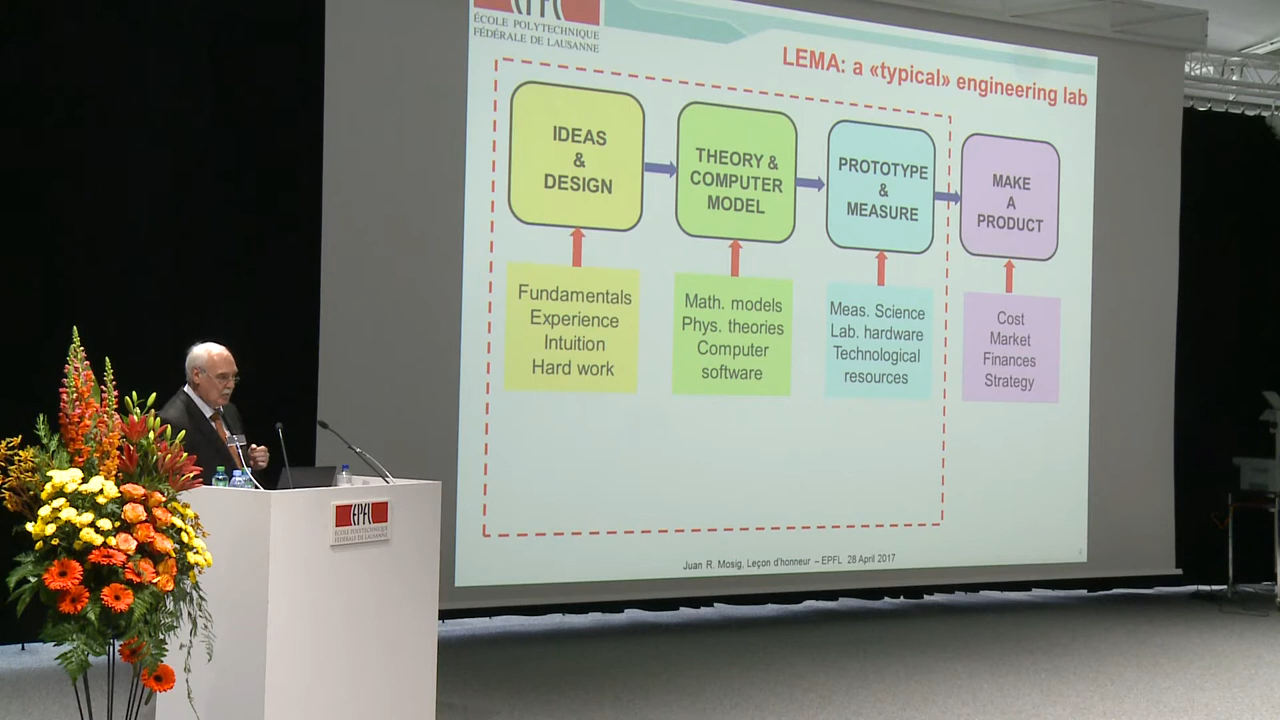 EPFL
ÉCOLE POLYTECHNIQUE
FÉDÉRALE DE LAUSANNE
LEMA: a «typical» engineering lab
IDEAS
&
DESIGN
THEORY &
COMPUTER
MODEL
PROTOTYPE
&
MEASURE
MAKE
A
PRODUCT
Fundamentals
Experience
Intuition
Hard work
Math. models
Phys. theories
Computer
software
Meas. Science
Lab. hardware
Technological
resources
Cost
Market
Finances
Strategy
Juan R. Mosig, Leçon d'honneur – EPFL 28 April 2017
EPFL
ÉCOLE POLYTECHNIQUE
FÉDÉRALE DE LAUSANNE